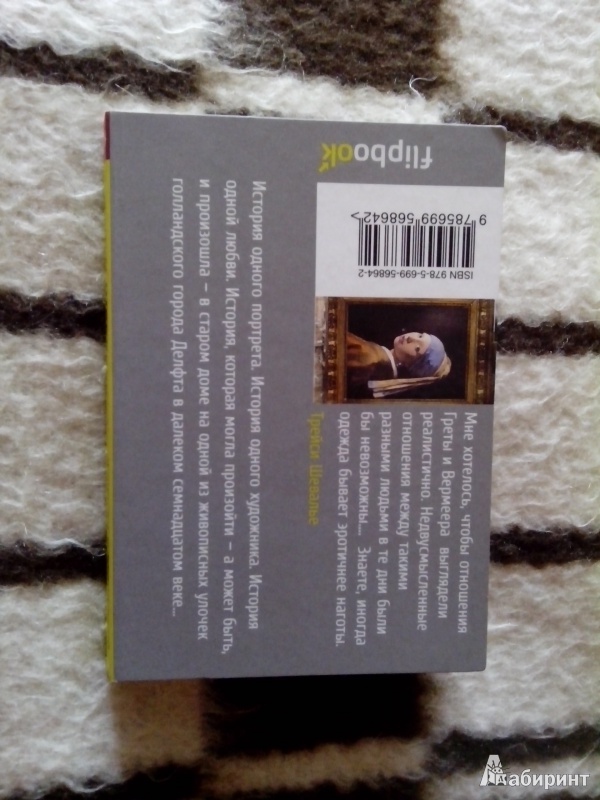 Мне хотелось, чтобы отношения
Греты и Вермеера выглядели
реалистично. Недвусмысленные
отношения между такими
разными людьми в те дни были
бы невозможны... Знаете, иногда
одежда бывает эротичнее наготы.
Трейси Шевалье
История одного портрета. История одного художника. История
одной любви. История, которая могла произойти – а может быть,
и произошла – в старом доме на одной из живописных улочек
голландского города Делфта в далеком семнадцатом веке...
flipbook
ISBN 978-5-699-56864-2
9 785699 568642 >
Лабиринт